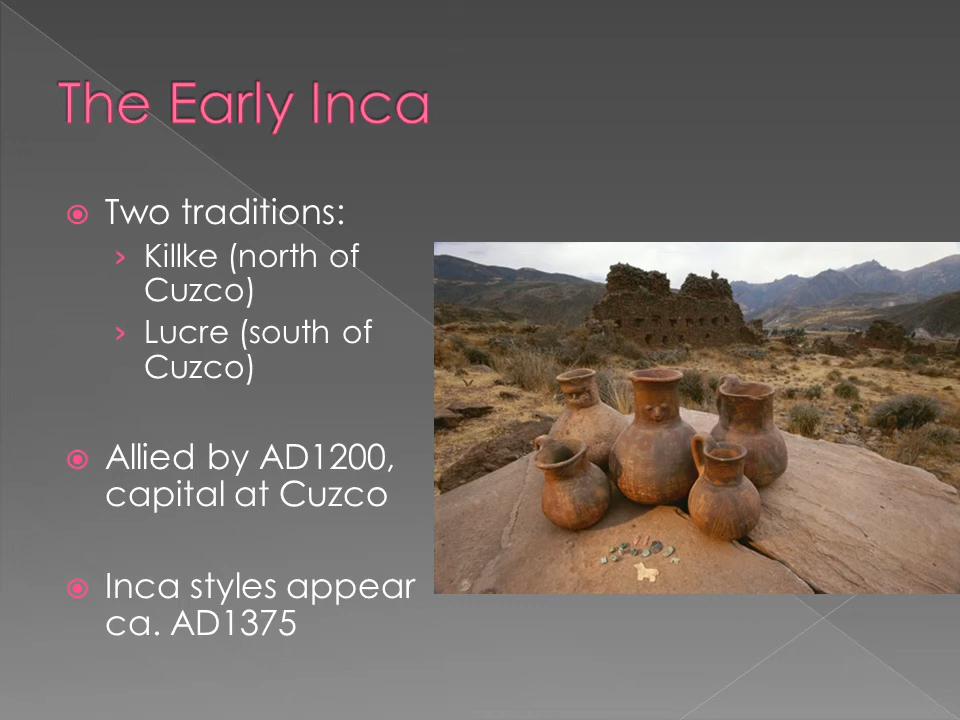 The Early Inca
Two traditions:
Killke (north of
Cuzco)
Lucre (south of
Cuzco)
Allied by AD1200,
capital at Cuzco
Inca styles appear
ca. AD1375